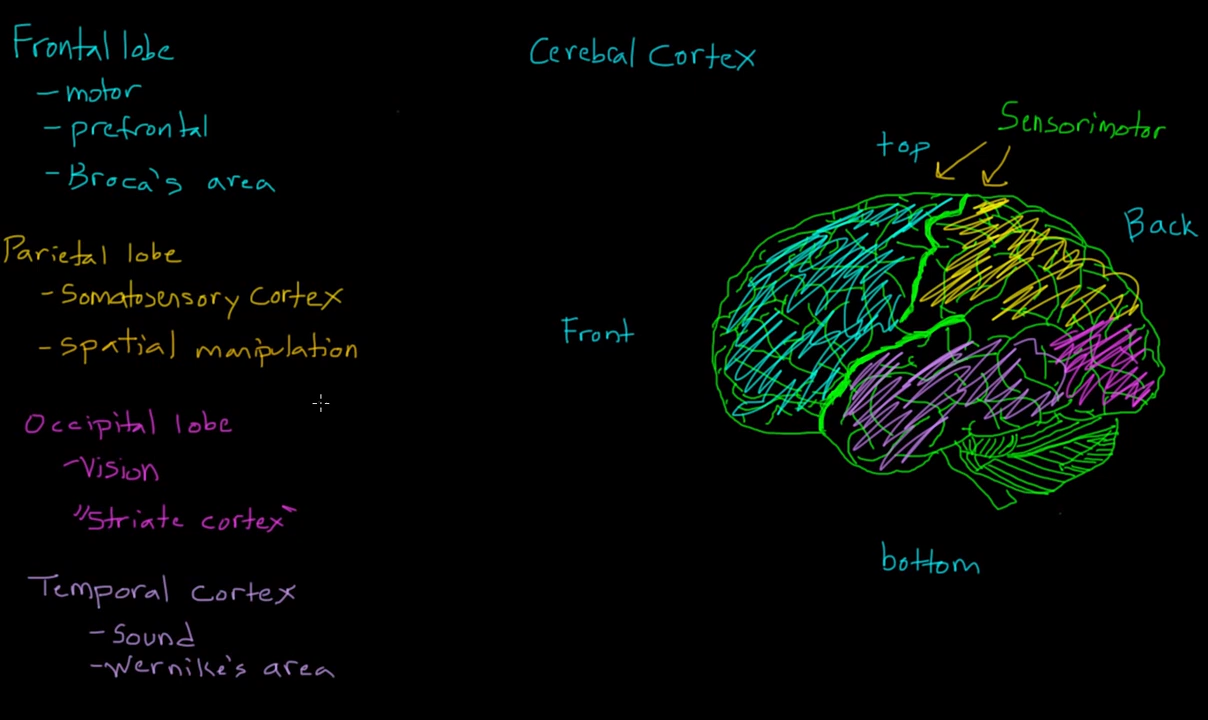 Frontal lobe
- motor
- prefrontal
- Broca's area
Parietal lobe
- Somatosensory Cortex
- Spatial manipulation
Occipital lobe
- Vision
"Striate cortex"
Temporal Cortex
- Sound
- Wernike's area
Cerebral Cortex
Sensorimotor
top
Back
Front
bottom